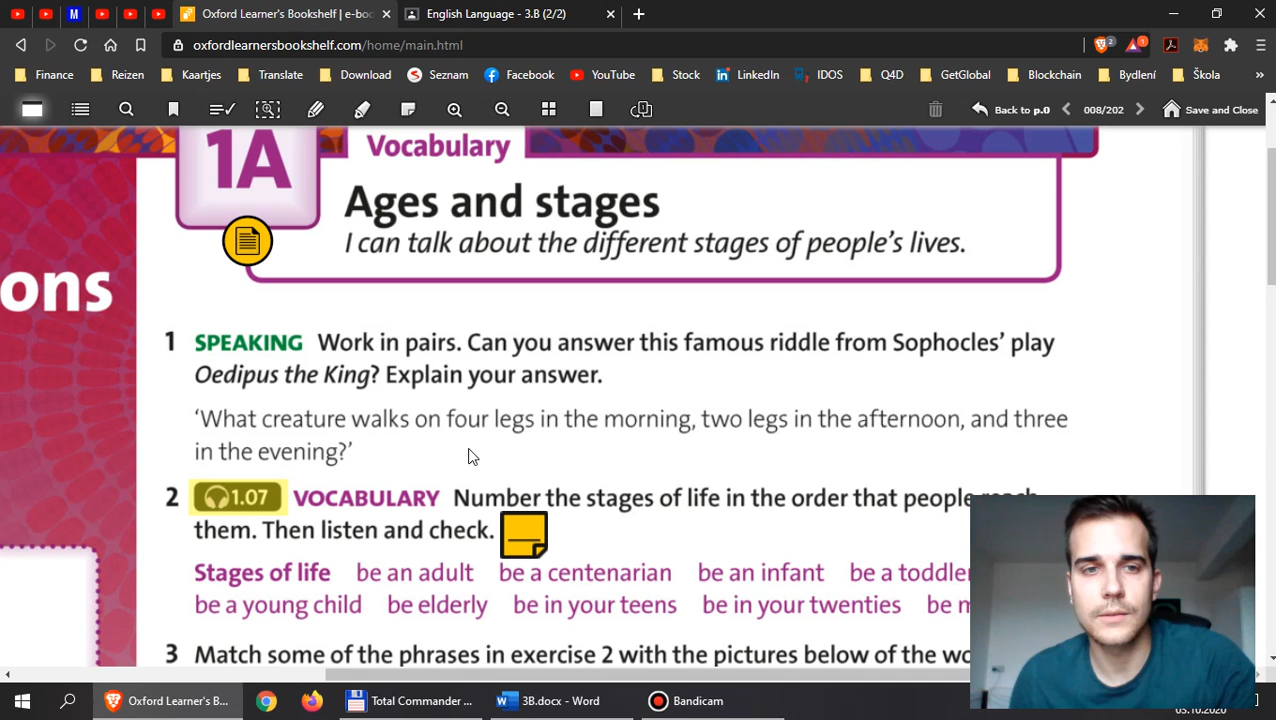 Oxford Learner's Bookshelf | e-boo
English Language - 3.B (2/2)
oxfordlearnersbookshelf.com/home/main.html
2
1
Finance
Reizen
Kaartjes
Translate
Download
Seznam
Facebook
YouTube
Stock
LinkedIn
IDOS
Q4D
GetGlobal
Blockchain
Bydlení
Škola
»
Back to p.0
008/202
Save and Close
1A
Vocabulary
Ages and stages
I can talk about the different stages of people's lives.
ons
1 SPEAKING Work in pairs. Can you answer this famous riddle from Sophocles' play
Oedipus the King? Explain your answer.
'What creature walks on four legs in the morning, two legs in the afternoon, and three
in the evening?'
2 1.07 VOCABULARY Number the stages of life in the order that people reach
them. Then listen and check.
Stages of life be an adult be a centenarian be an infant be a toddler
be a young child be elderly be in your teens be in your twenties be m
3 Match some of the phrases in exercise 2 with the pictures below of the wo
Oxford Learner's B...
Total Commander ...
3B.docx - Word
Bandicam
03.10.2020